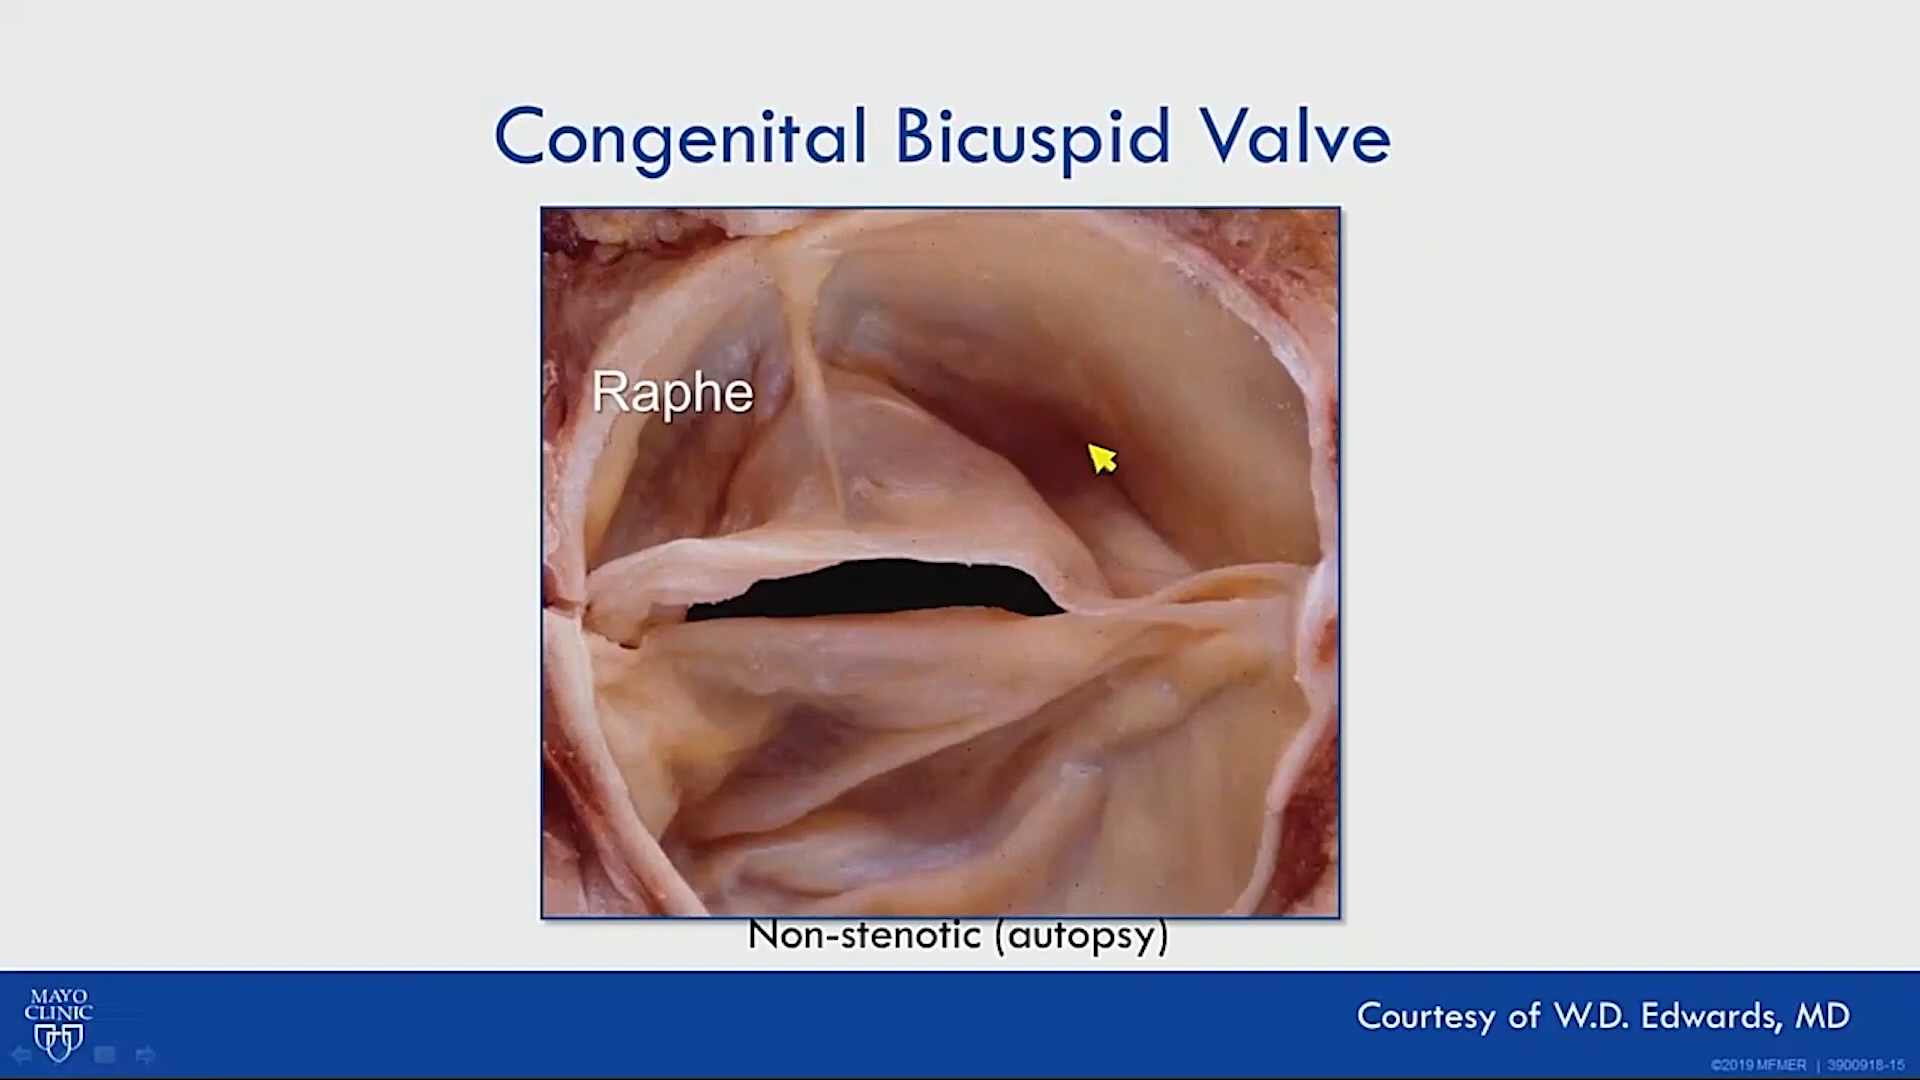 Congenital Bicuspid Valve
Raphe
Non-stenotic (autopsy)
MAYO
CLINIC
Courtesy of W.D. Edwards, MD
©2019 MFMER | 3900918-15